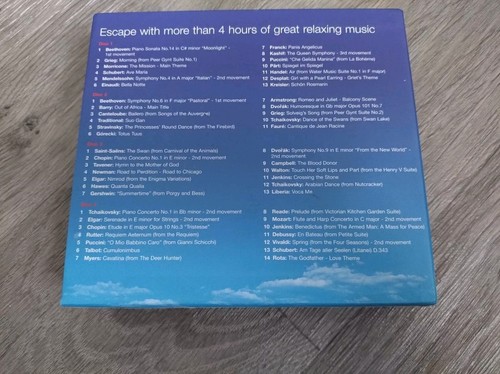 Escape with more than 4 hours of great relaxing music
Disc 1
1 Beethoven: Piano Sonata No.14 in C# minor "Moonlight" -
1st movement
2 Grieg: Morning (from Peer Gynt Suite No.1)
3 Morricone: The Mission - Main Theme
4 Schubert: Ave Maria
5 Mendelssohn: Symphony No.4 in A major "Italian" - 2nd movement
6 Einaudi: Bella Notte
7 Franck: Panis Angelicus
8 Kashif: The Queen Symphony - 3rd movement
9 Puccini: "Che Gelida Manina" (from La Bohème)
10 Pärt: Spiegel im Spiegel
11 Handel: Air (from Water Music Suite No.1 in F major)
12 Desplat: Girl with a Pearl Earring - Griet's Theme
13 Kreisler: Schön Rosmarin
Disc 2
1 Beethoven: Symphony No.6 in F major "Pastoral" - 1st movement
2 Barry: Out of Africa - Main Title
3 Canteloube: Bailero (from Songs of the Auvergne)
4 Traditional: Suo Gan
5 Stravinsky: The Princesses' Round Dance (from The Firebird)
6 Górecki: Totus Tuus
7 Armstrong: Romeo and Juliet - Balcony Scene
8 Dvořák: Humoresque in Gb major Opus 101 No.7
9 Grieg: Solveig's Song (from Peer Gynt Suite No.2)
10 Tchaikovsky: Dance of the Swans (from Swan Lake)
11 Fauré: Cantique de Jean Racine
Disc 3
1 Saint-Saëns: The Swan (from Carnival of the Animals)
2 Chopin: Piano Concerto No.1 in E minor - 2nd movement
3 Tavener: Hymn to the Mother of God
4 Newman: Road to Perdition - Road to Chicago
5 Elgar: Nimrod (from the Enigma Variations)
6 Hawes: Quanta Qualia
7 Gershwin: "Summertime" (from Porgy and Bess)
8 Dvořák: Symphony No.9 in E minor "From the New World" -
2nd movement
9 Campbell: The Blood Donor
10 Walton: Touch Her Soft Lips and Part (from the Henry V Suite)
11 Jenkins: Crossing the Stone
12 Tchaikovsky: Arabian Dance (from Nutcracker)
13 Libera: Voca Me
Disc 4
1 Tchaikovsky: Piano Concerto No.1 in Bb minor - 2nd movement
2 Elgar: Serenade in E minor for Strings - 2nd movement
3 Chopin: Etude in E major Opus 10 No.3 "Tristesse"
4 Rutter: Requiem Aeternum (from the Requiem)
5 Puccini: "O Mio Babbino Caro" (from Gianni Schicchi)
6 Talbot: Cumulonimbus
7 Myers: Cavatina (from The Deer Hunter)
8 Reade: Prelude (from Victorian Kitchen Garden Suite)
9 Mozart: Flute and Harp Concerto in C major - 2nd movement
10 Jenkins: Benedictus (from The Armed Man: A Mass for Peace)
11 Debussy: En Bateau (from Petite Suite)
12 Vivaldi: Spring (from the Four Seasons) - 2nd movement
13 Schubert: Am Tage aller Seelen (Litanei) D.343
14 Rota: The Godfather - Love Theme